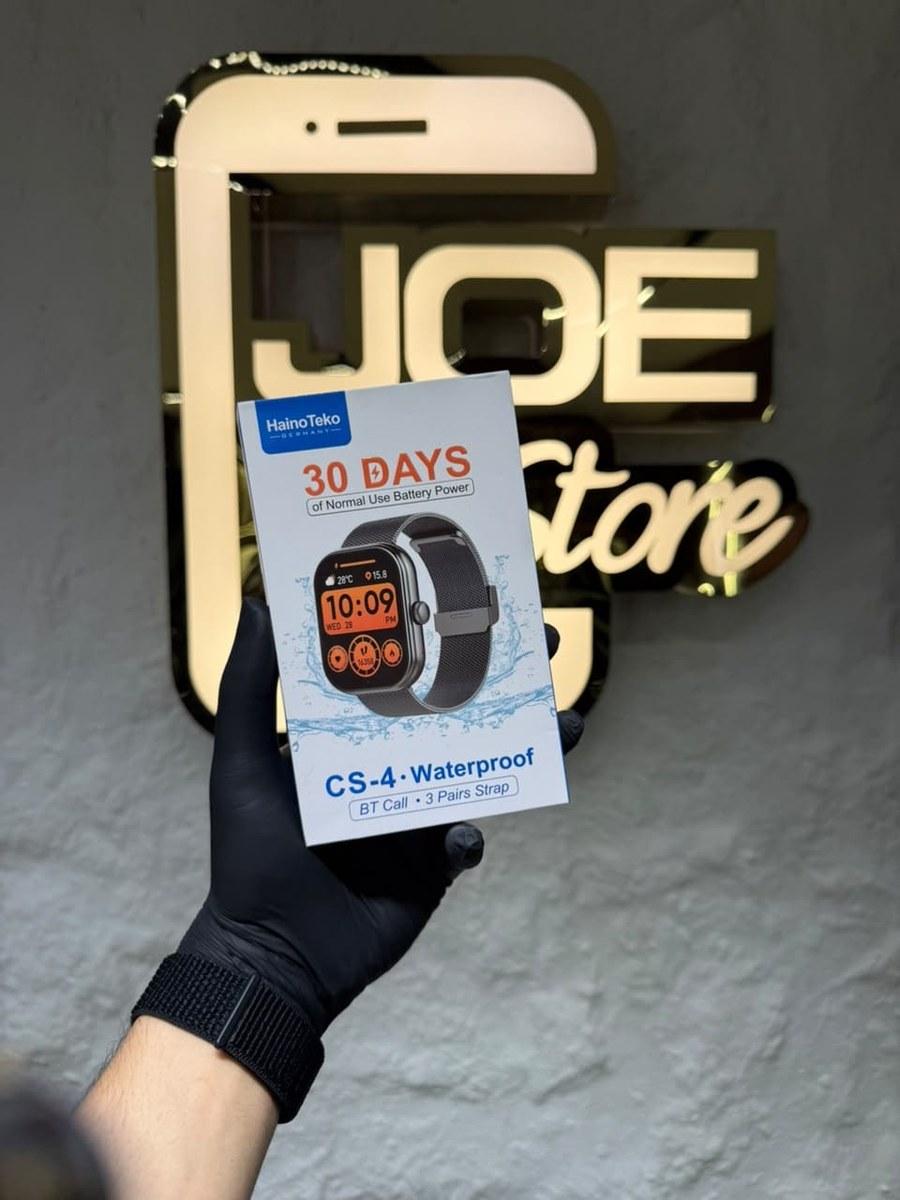 JOE
Store
HainoTeko
GERMANY
30 DAYS
of Normal Use Battery Power
28°C 15.8
10:09
WED 28 PM
16358
CS-4 · Waterproof
BT Call • 3 Pairs Strap